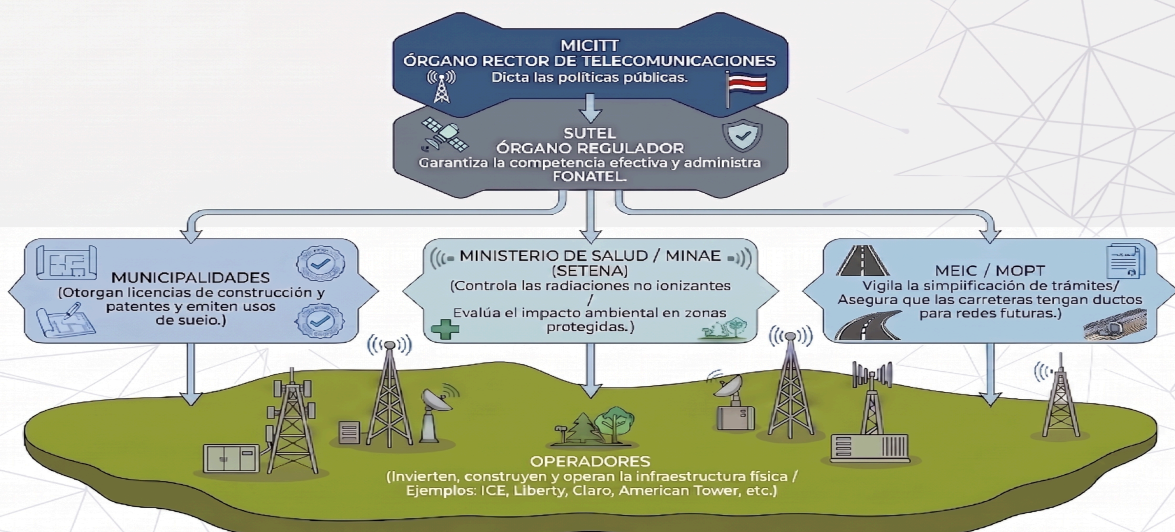 MICITT
ÓRGANO RECTOR DE TELECOMUNICACIONES
Dicta las políticas públicas.
SUTEL
ÓRGANO REGULADOR
Garantiza la competencia efectiva y administra
FONATEL.
MUNICIPALIDADES
(Otorgan licencias de construcción y
patentes y emiten usos
de sueio.)
MINISTERIO DE SALUD / MINAE
(SETENA)
(Controla las radiaciones no ionizantes
/
Evalúa el impacto ambiental en zonas
protegidas.)
MEIC / MOPT
Vigila la simpiificación de trámites/
Asegura que las carreteras tengan ductos
para redes futuras.)
OPERADORES
(Invierten, construyen y operan la infraestructura física /
Ejemplos: ICE, Liberty, Claro, American Tower, etc.)